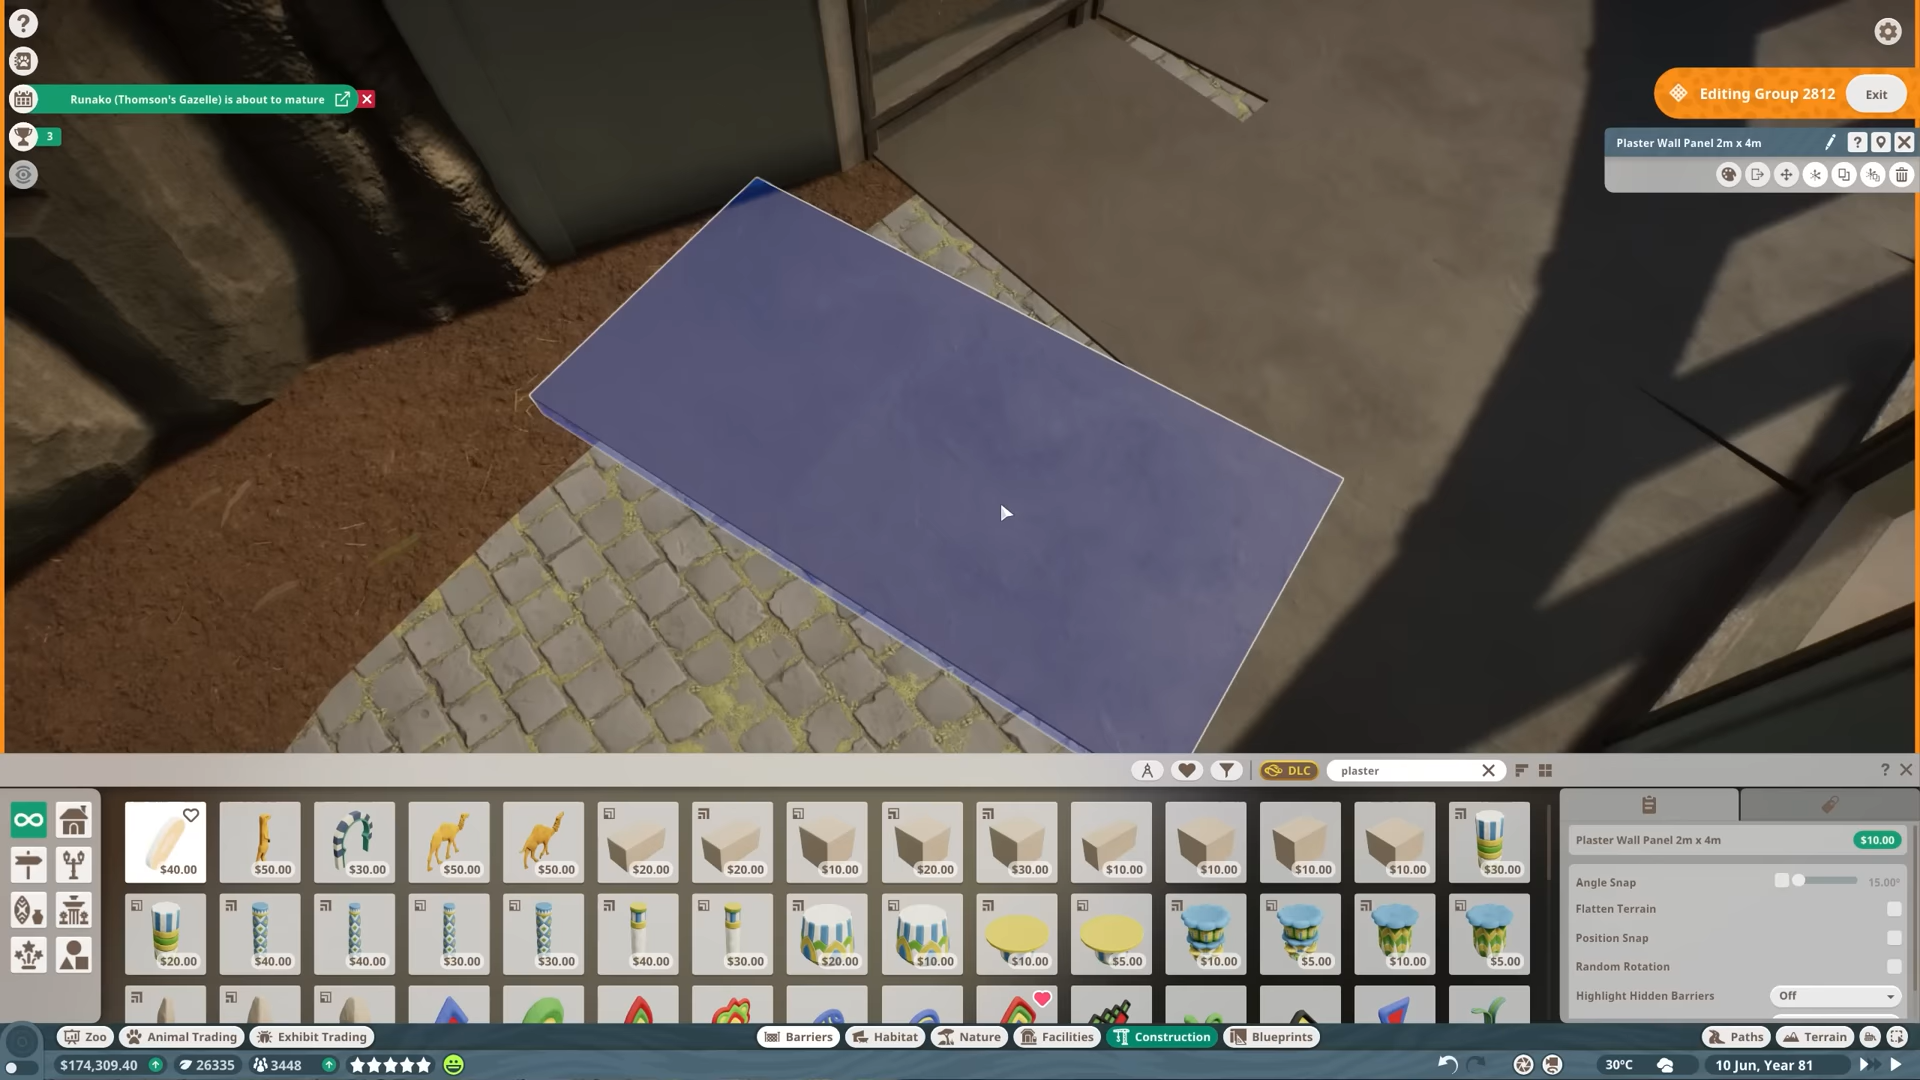 Runako (Thomson's Gazelle) is about to mature
3
Editing Group 2812
Exit
Plaster Wall Panel 2m x 4m
?
?
DLC
plaster
?
$40.00
$50.00
$30.00
$50.00
$50.00
$20.00
$20.00
$10.00
$20.00
$30.00
$10.00
$10.00
$10.00
$10.00
$30.00
$20.00
$40.00
$40.00
$30.00
$30.00
$40.00
$30.00
$20.00
$10.00
$10.00
$5.00
$10.00
$5.00
$10.00
$5.00
Plaster Wall Panel 2m x 4m
$10.00
Angle Snap
15.00°
Flatten Terrain
Position Snap
Random Rotation
Highlight Hidden Barriers
Off
Zoo
Animal Trading
Exhibit Trading
Barriers
Habitat
Nature
Facilities
Construction
Blueprints
Paths
Terrain
$174,309.40
26335
3448
30°C
10 Jun, Year 81